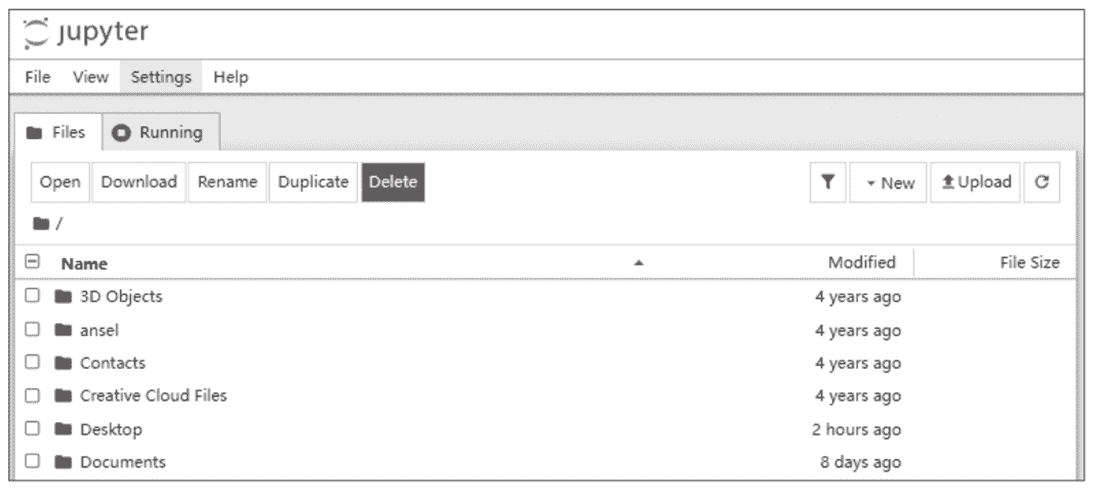 jupyter
File View Settings Help
Files Running
Open Download Rename Duplicate Delete New Upload
/
Name Modified File Size
3D Objects 4 years ago
ansel 4 years ago
Contacts 4 years ago
Creative Cloud Files 4 years ago
Desktop 2 hours ago
Documents 8 days ago